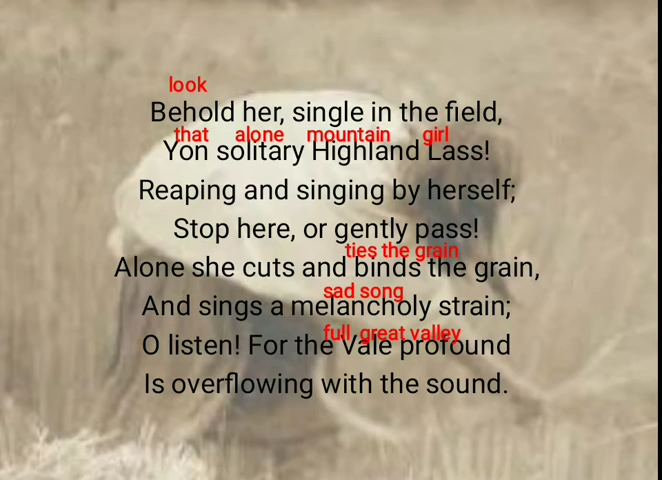 look
Behold her, single in the field,
that alone mountain girl
Yon solitary Highland Lass!
Reaping and singing by herself;
Stop here, or gently pass!
ties the grain
Alone she cuts and binds the grain,
sad song
And sings a melancholy strain;
full great valley
O listen! For the Vale profound
Is overflowing with the sound.